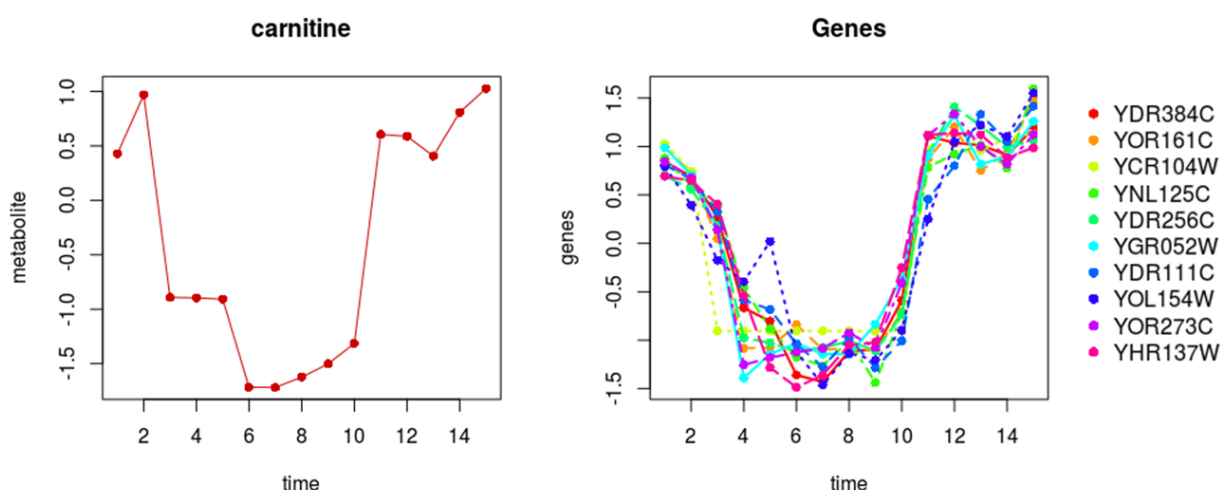 carnitine
metabolite
1.0
0.5
0.0
-0.5
-1.0
-1.5
2 4 6 8 10 12 14
time
Genes
genes
1.5
1.0
0.5
0.0
-0.5
-1.5
2 4 6 8 10 12 14
time
YDR384C
YOR161C
YCR104W
YNL125C
YDR256C
YGR052W
YDR111C
YOL154W
YOR273C
YHR137W